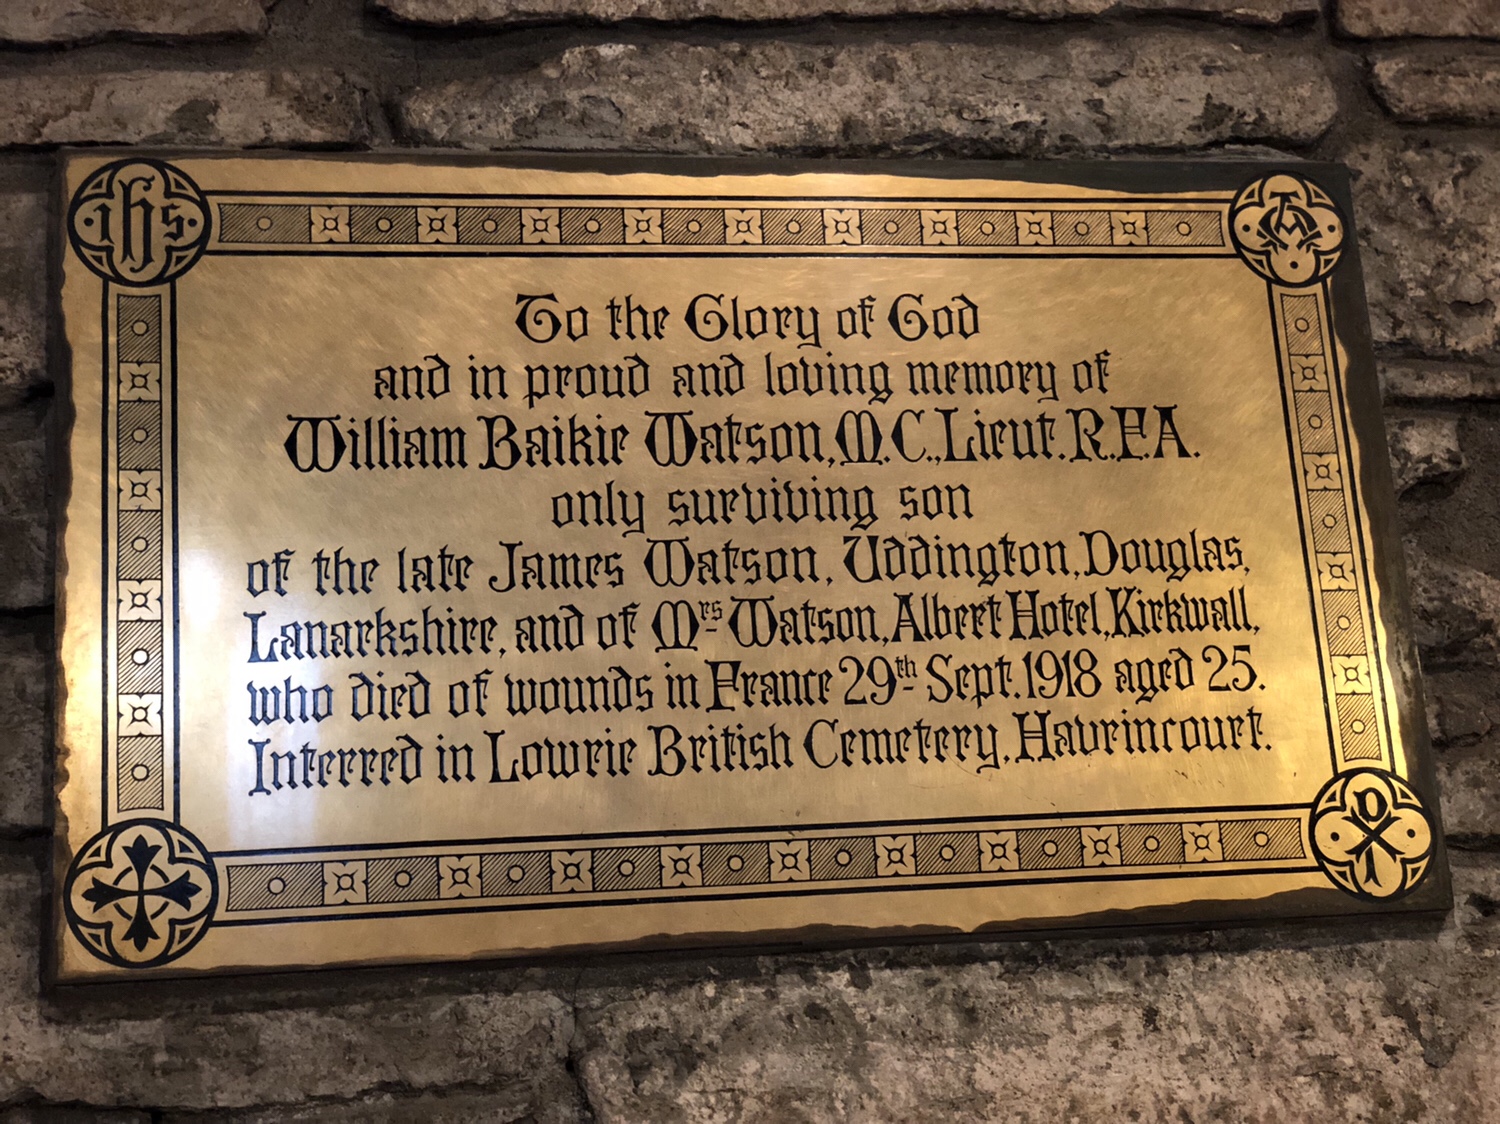 ihs
To the Glory of God
and in proud and loving memory of
William Baikie Watson, M.C., Lieut. R.F.A.
only surviving son
of the late James Watson, Uddington, Douglas,
Lanarkshire, and of Mrs Watson, Albert Hotel, Kirkwall,
who died of wounds in France 29th Sept. 1918 aged 25.
Interred in Lowrie British Cemetery, Havrincourt.